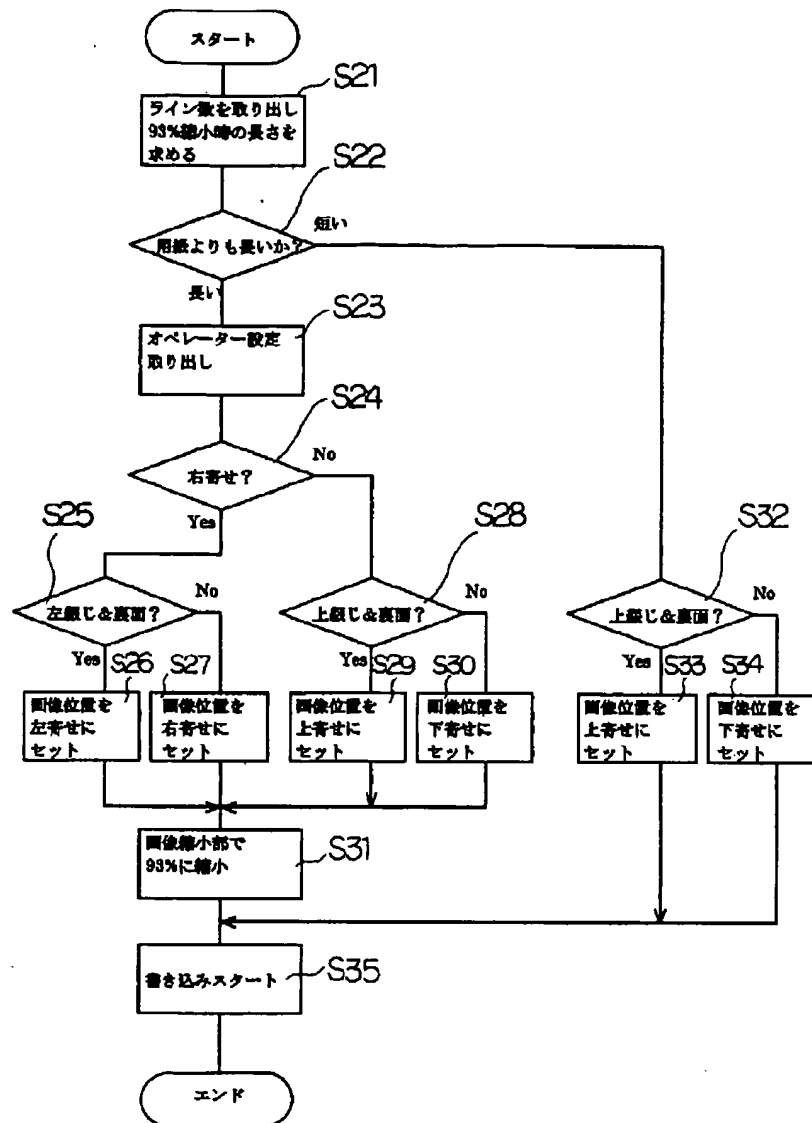 スタート
S21
ライン数を取り出し
93%縮小時の長さを
求める
S22
用紙よりも長いか?
短い
長い
S23
オペレーター設定
取り出し
S24
右寄せ?
No
Yes
S25
左綴じ&裏面?
No
Yes
S28
上綴じ&裏面?
No
Yes
S32
上綴じ&裏面?
No
Yes
S26
画像位置を
左寄せに
セット
S27
画像位置を
右寄せに
セット
S29
画像位置を
上寄せに
セット
S30
画像位置を
下寄せに
セット
S33
画像位置を
上寄せに
セット
S34
画像位置を
下寄せに
セット
画像縮小部で
93%に縮小
S31
書き込みスタート
S35
エンド